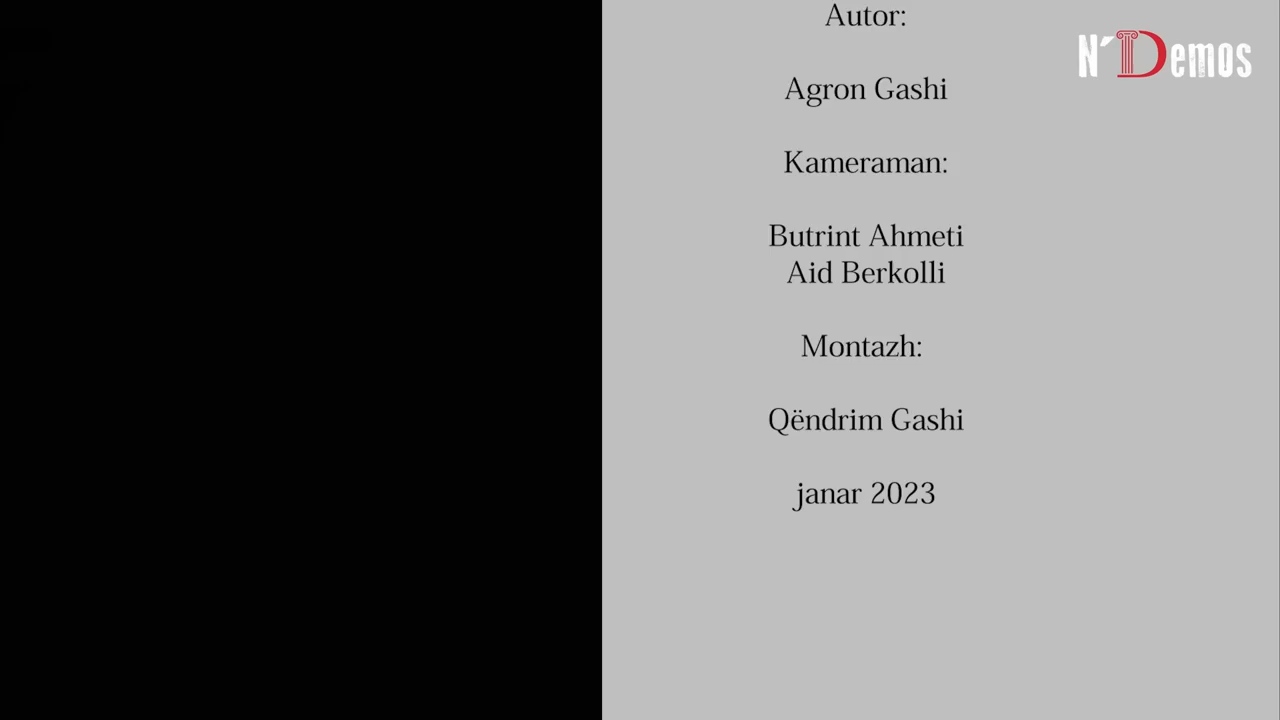 Autor:
N'Demos
Agron Gashi
Kameraman:
Butrint Ahmeti
Aid Berkolli
Montazh:
Qëndrim Gashi
janar 2023